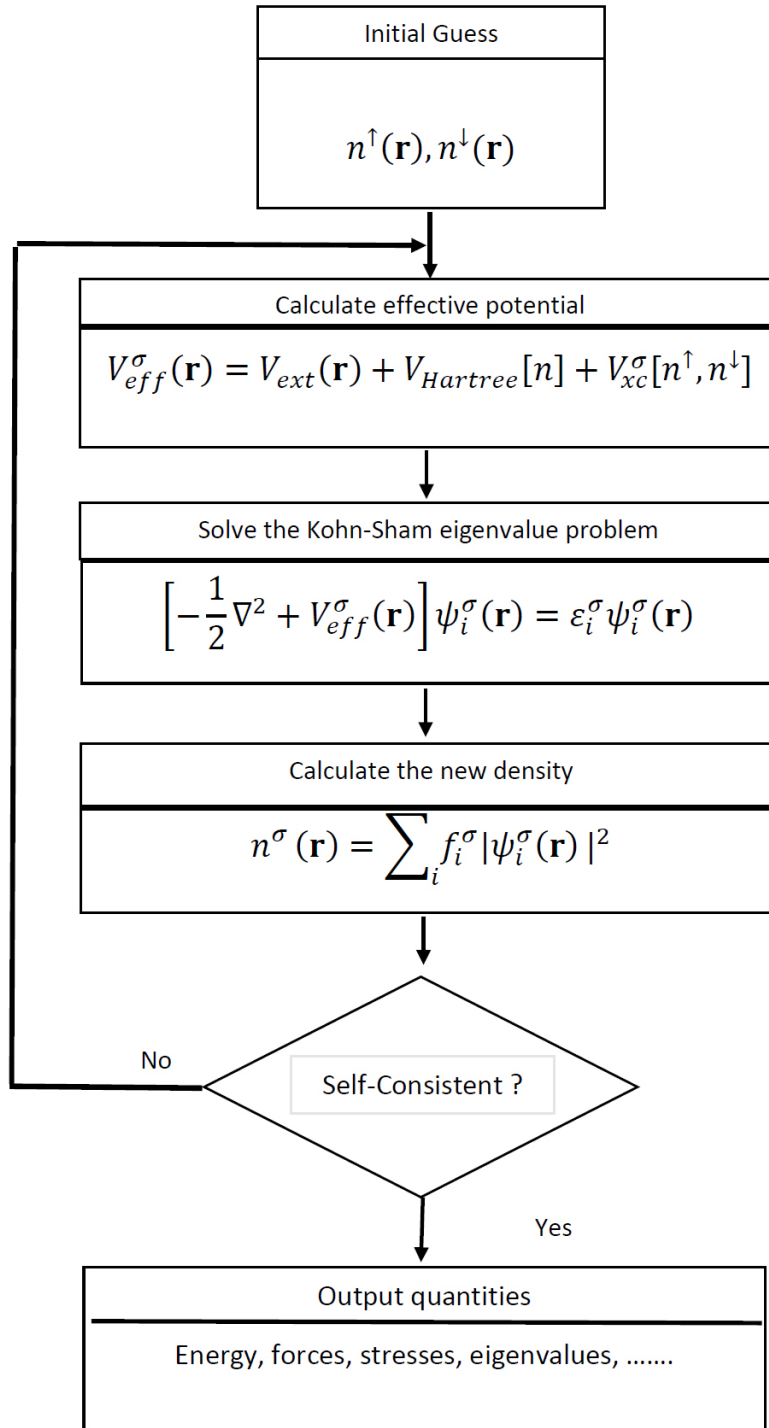 Initial Guess
n↑(r), n↓(r)
Calculate effective potential
V^σ_eff(r) = V_ext(r) + V_Hartree[n] + V^σ_xc[n↑, n↓]
Solve the Kohn-Sham eigenvalue problem
[−1/2 ∇² + V^σ_eff(r)] ψ^σ_i(r) = ε^σ_i ψ^σ_i(r)
Calculate the new density
n^σ (r) = ∑_i f^σ_i |ψ^σ_i(r) |²
No
Self-Consistent ?
Yes
Output quantities
Energy, forces, stresses, eigenvalues, .......